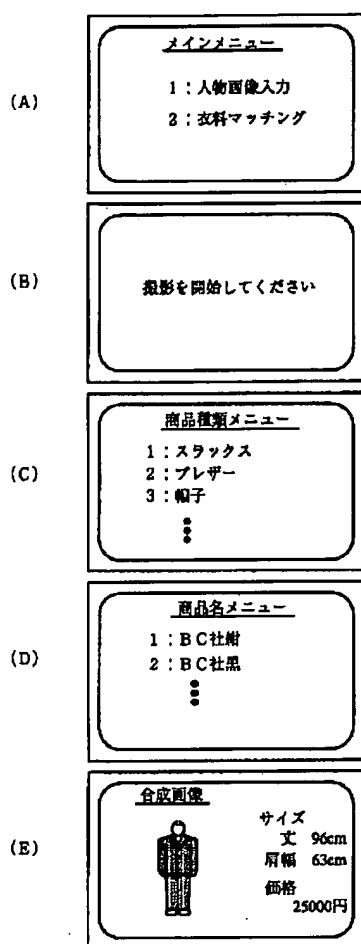 (A)
メインメニュー
1：人物画像入力
2：衣料マッチング
(B)
撮影を開始してください
(C)
商品種類メニュー
1：スラックス
2：ブレザー
3：帽子
(D)
商品名メニュー
1：BC社紺
2：BC社黒
(E)
合成画像
サイズ
丈 96cm
肩幅 63cm
価格
25000円